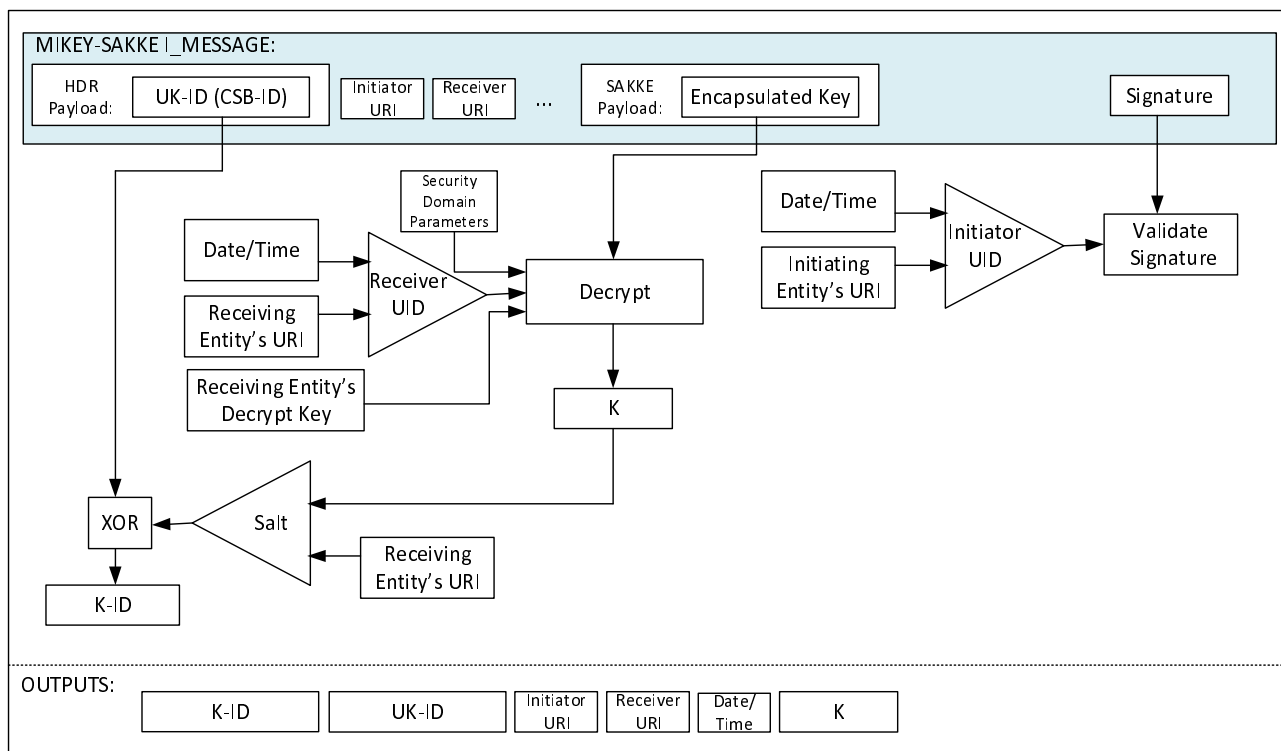 MIKEY-SAKKE I_MESSAGE:
HDR
Payload:
UK-ID (CSB-ID)
Initiator
URI
Receiver
URI
...
SAKKE
Payload:
Encapsulated Key
Signature
Security
Domain
Parameters
Date/Time
Receiving
Entity’s URI
Receiver
UID
Receiving Entity’s
Decrypt Key
Decrypt
Date/Time
Initiating
Entity’s URI
Initiator
UID
Validate
Signature
K
XOR
Salt
Receiving
Entity’s URI
K-ID
OUTPUTS:
K-ID
UK-ID
Initiator
URI
Receiver
URI
Date/
Time
K